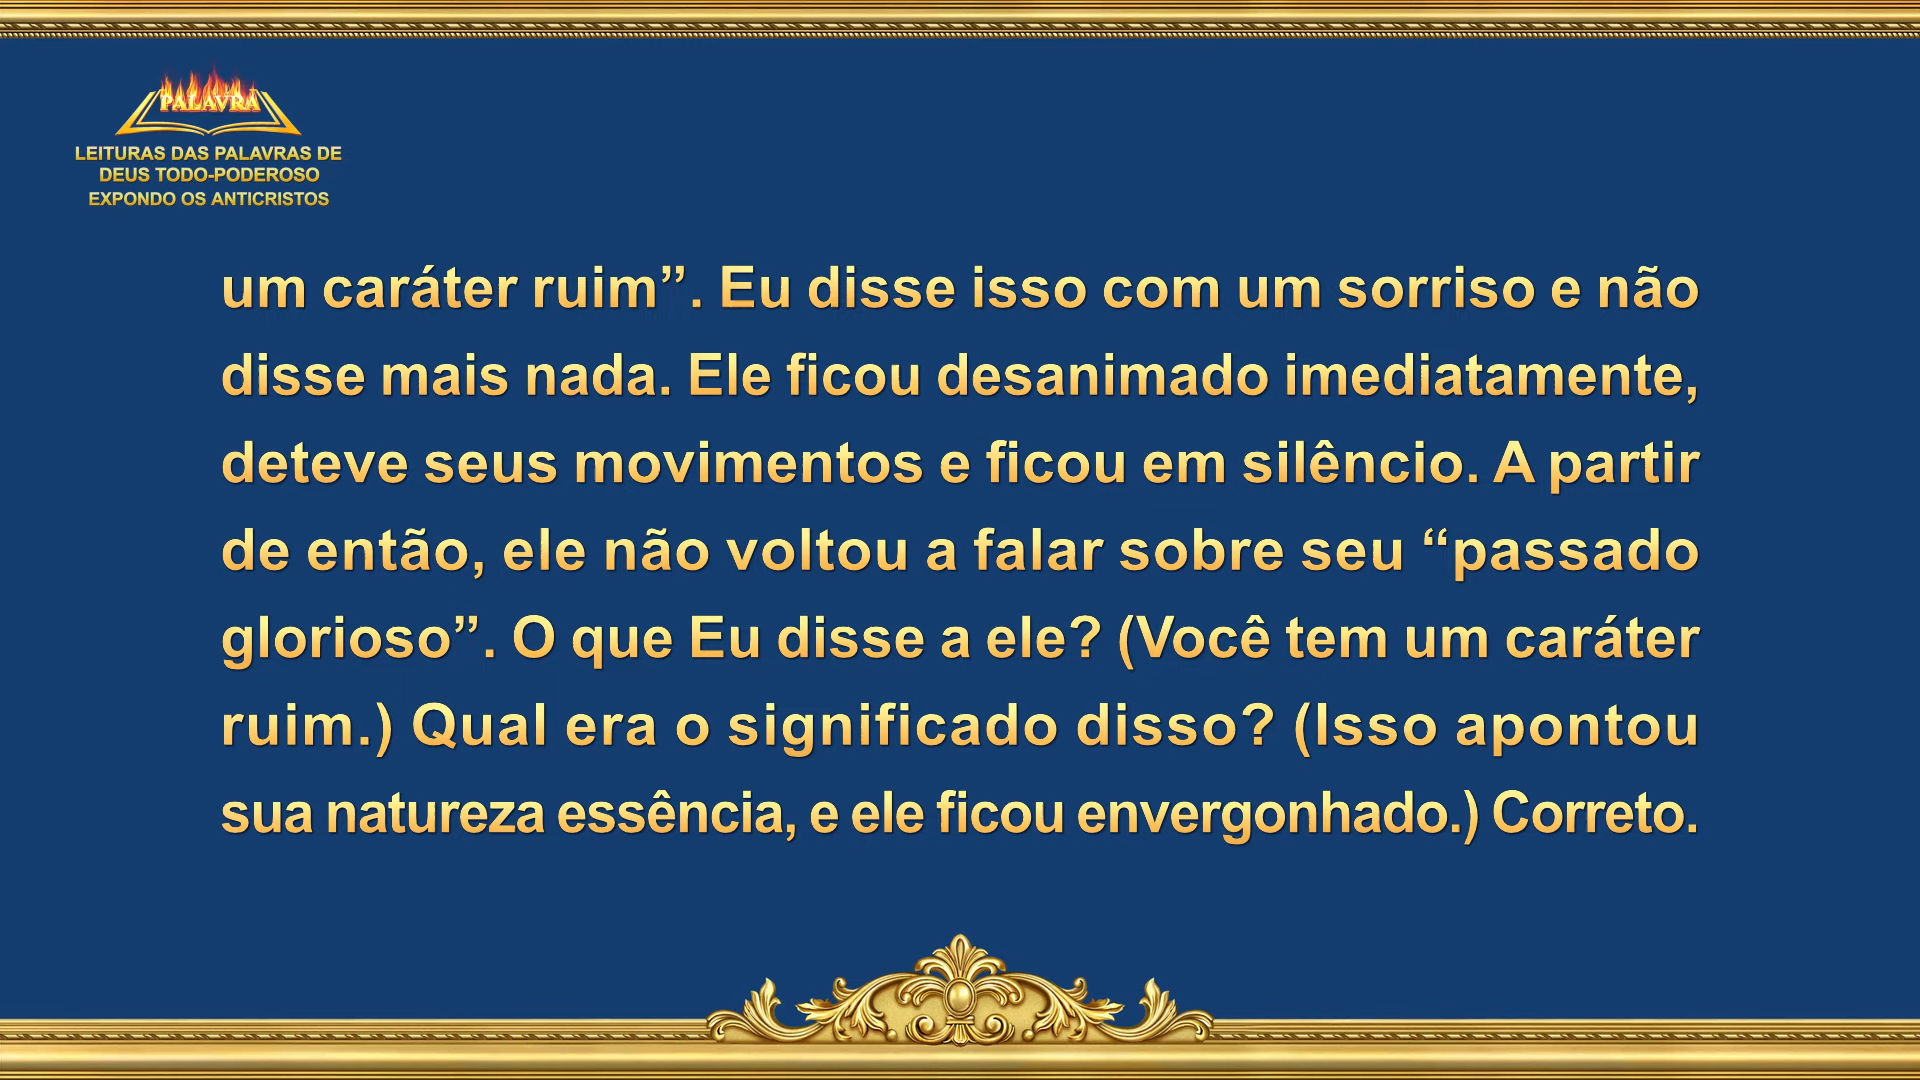 PALAVRA
LEITURAS DAS PALAVRAS DE
DEUS TODO-PODEROSO
EXPONDO OS ANTICRISTOS
um caráter ruim”. Eu disse isso com um sorriso e não
disse mais nada. Ele ficou desanimado imediatamente,
deteve seus movimentos e ficou em silêncio. A partir
de então, ele não voltou a falar sobre seu “passado
glorioso”. O que Eu disse a ele? (Você tem um caráter
ruim.) Qual era o significado disso? (Isso apontou
sua natureza essência, e ele ficou envergonhado.) Correto.